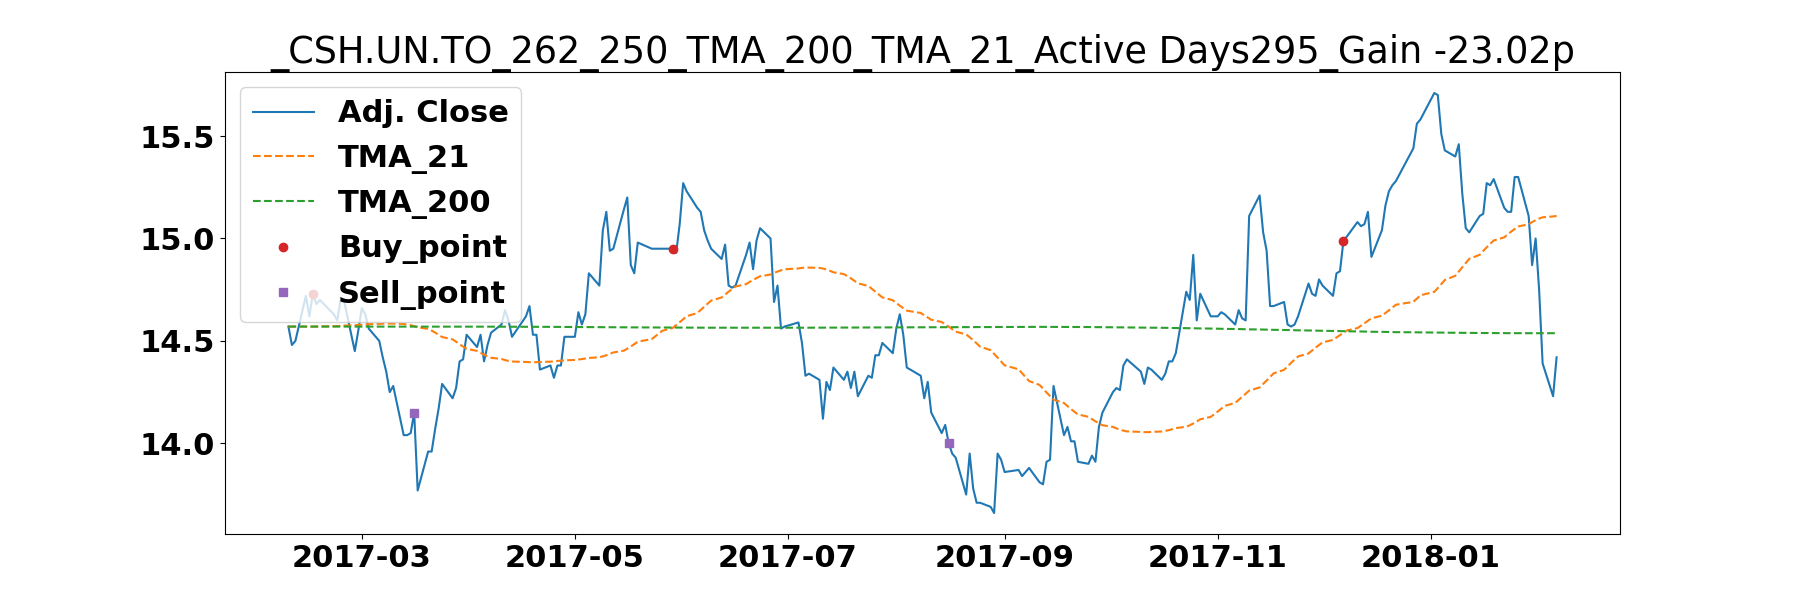 _CSH.UN.TO_262_250_TMA_200_TMA_21_Active Days295_Gain -23.02p
Adj. Close
TMA_21
TMA_200
Buy_point
Sell_point
15.5
15.0
14.5
14.0
2017-03 2017-05 2017-07 2017-09 2017-11 2018-01